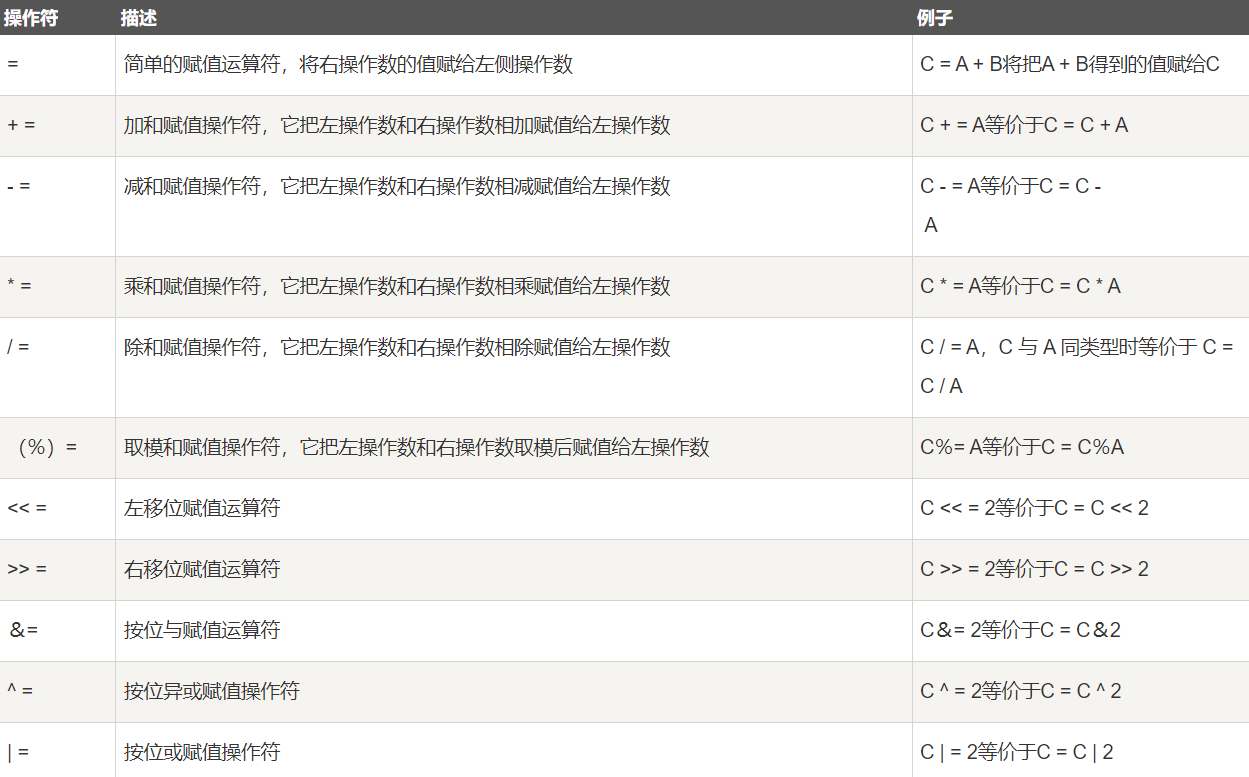 操作符 描述 例子
= 简单的赋值运算符，将右操作数的值赋给左侧操作数 C = A + B将把A + B得到的值赋给C
+ = 加和赋值操作符，它把左操作数和右操作数相加赋值给左操作数 C + = A等价于C = C + A
- = 减和赋值操作符，它把左操作数和右操作数相减赋值给左操作数 C - = A等价于C = C -
A
* = 乘和赋值操作符，它把左操作数和右操作数相乘赋值给左操作数 C * = A等价于C = C * A
/ = 除和赋值操作符，它把左操作数和右操作数相除赋值给左操作数 C / = A，C 与 A 同类型时等价于 C =
C / A
（%）= 取模和赋值操作符，它把左操作数和右操作数取模后赋值给左操作数 C%= A等价于C = C%A
<< = 左移位赋值运算符 C << = 2等价于C = C << 2
>> = 右移位赋值运算符 C >> = 2等价于C = C >> 2
&= 按位与赋值运算符 C&= 2等价于C = C&2
^ = 按位异或赋值操作符 C ^ = 2等价于C = C ^ 2
| = 按位或赋值操作符 C | = 2等价于C = C | 2